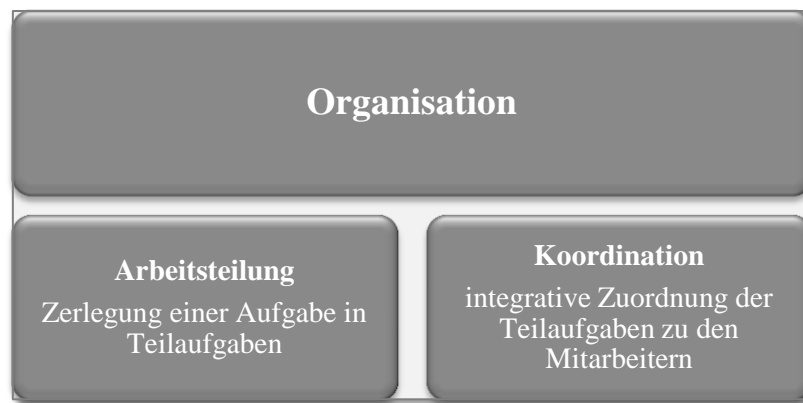 Organisation
Arbeitsteilung
Zerlegung einer Aufgabe in
Teilaufgaben
Koordination
integrative Zuordnung der
Teilaufgaben zu den
Mitarbeitern